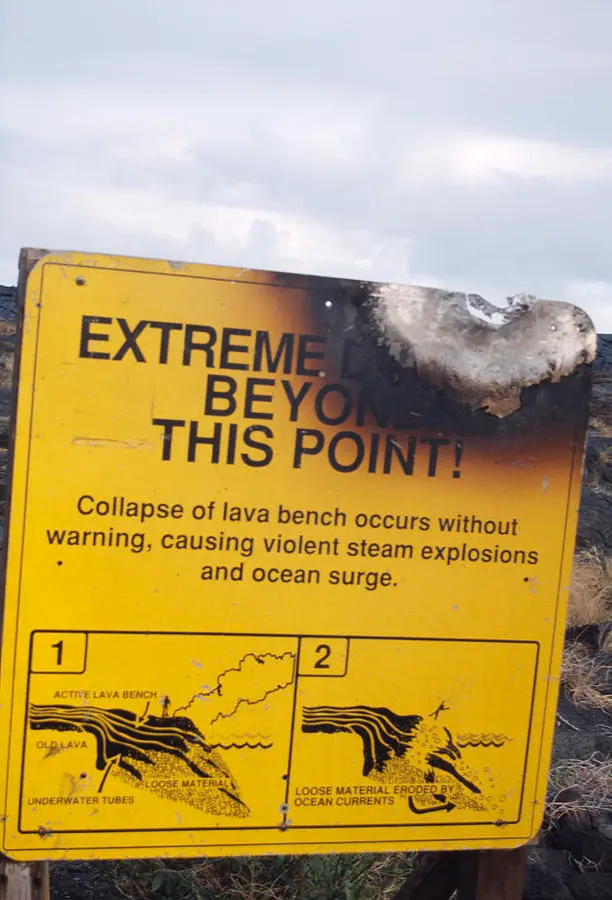 EXTREME
BEYOND
THIS POINT!
Collapse of lava bench occurs without
warning, causing violent steam explosions
and ocean surge.
1
ACTIVE LAVA BENCH
OLD LAVA
LOOSE MATERIAL
UNDERWATER TUBES
2
LOOSE MATERIAL ERODED BY
OCEAN CURRENTS